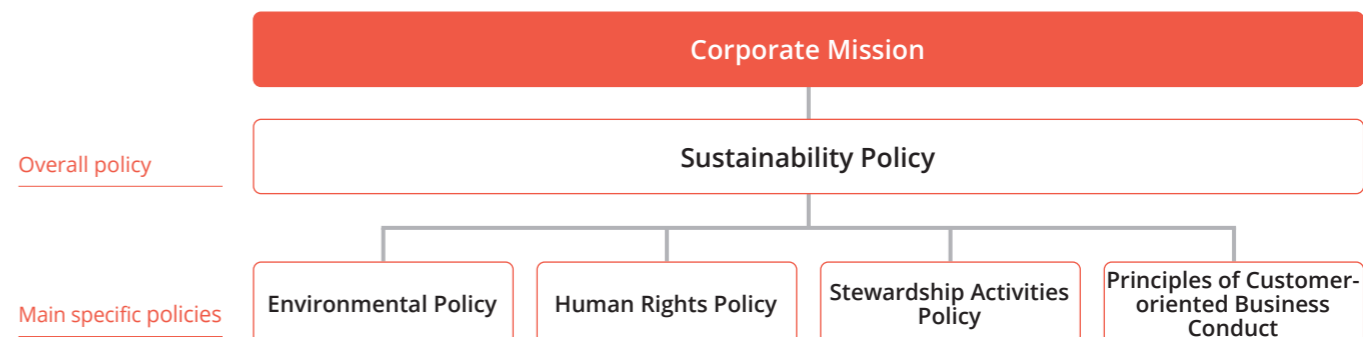 Corporate Mission
Overall policy
Sustainability Policy
Main specific policies
Environmental Policy
Human Rights Policy
Stewardship Activities
Policy
Principles of Customer-
oriented Business
Conduct